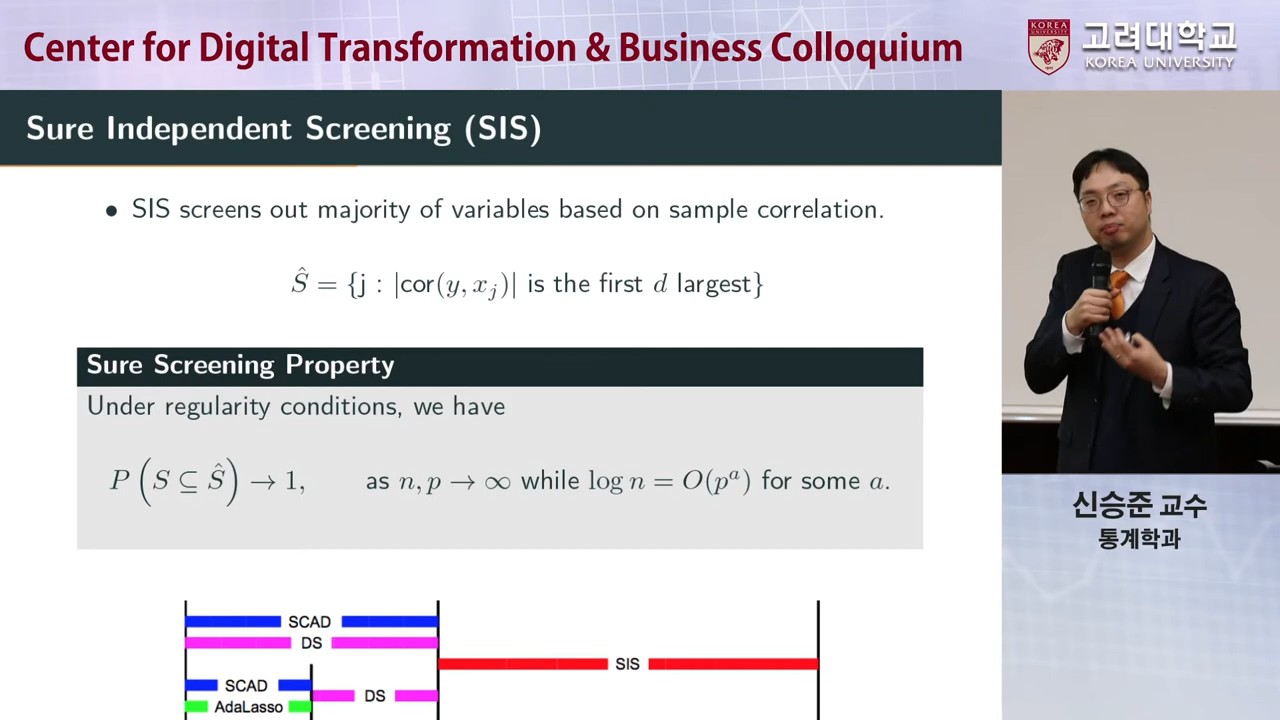 Center for Digital Transformation & Business Colloquium
KOREA UNIVERSITY
고려대학교
KOREA UNIVERSITY
Sure Independent Screening (SIS)
• SIS screens out majority of variables based on sample correlation.
Ŝ = {j : |cor(y, x_j)| is the first d largest}
Sure Screening Property
Under regularity conditions, we have
P(S ⊆ Ŝ) → 1, as n, p → ∞ while log n = O(p^a) for some a.
신승준 교수
통계학과
SCAD
DS
SIS
SCAD
DS
AdaLasso